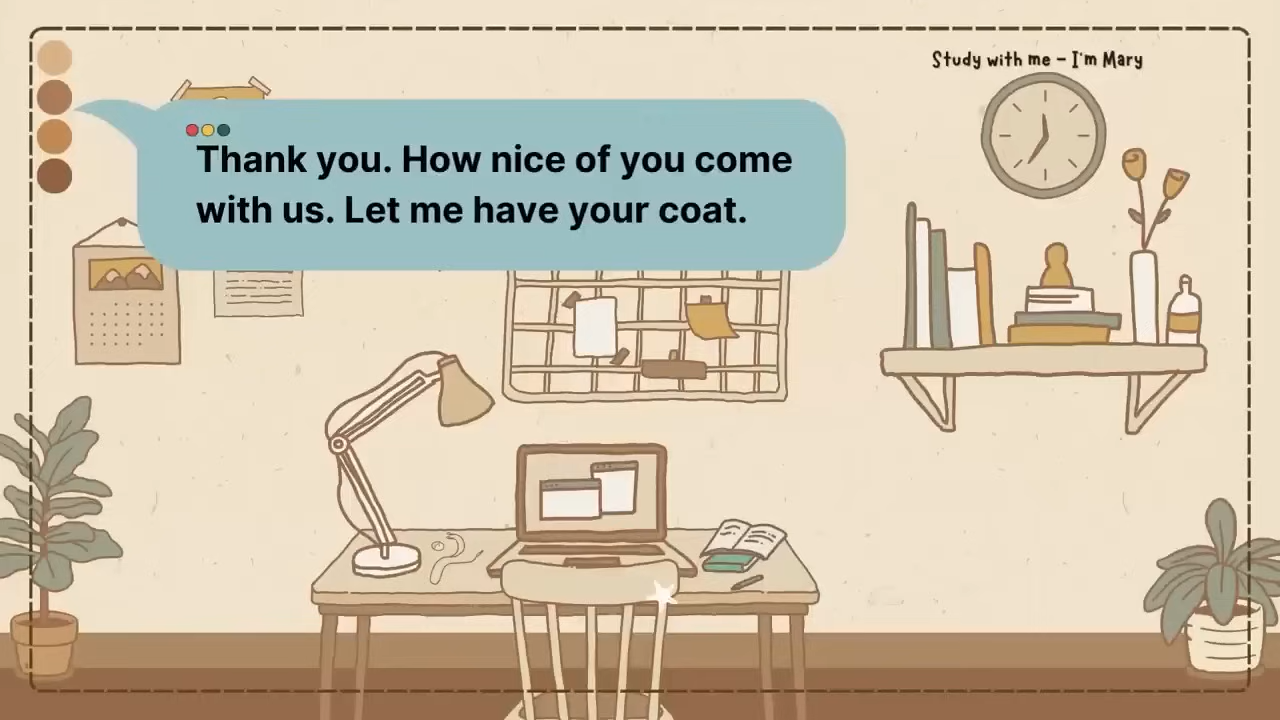 Study with me - I'm Mary
Thank you. How nice of you come
with us. Let me have your coat.